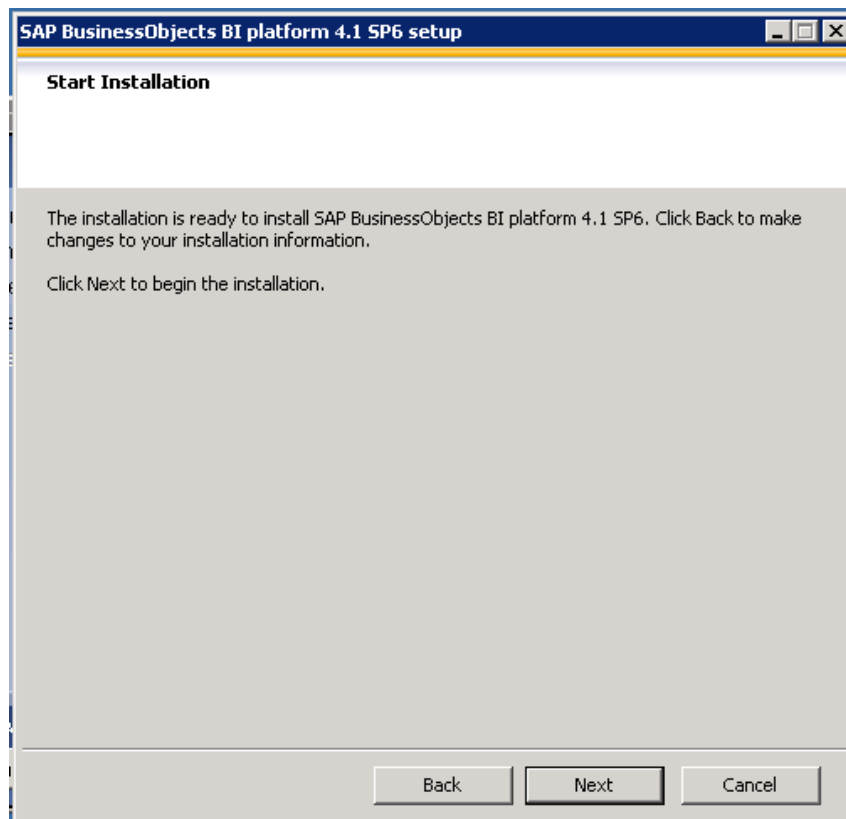 SAP BusinessObjects BI platform 4.1 SP6 setup
Start Installation
The installation is ready to install SAP BusinessObjects BI platform 4.1 SP6. Click Back to make
changes to your installation information.
Click Next to begin the installation.
Back Next Cancel